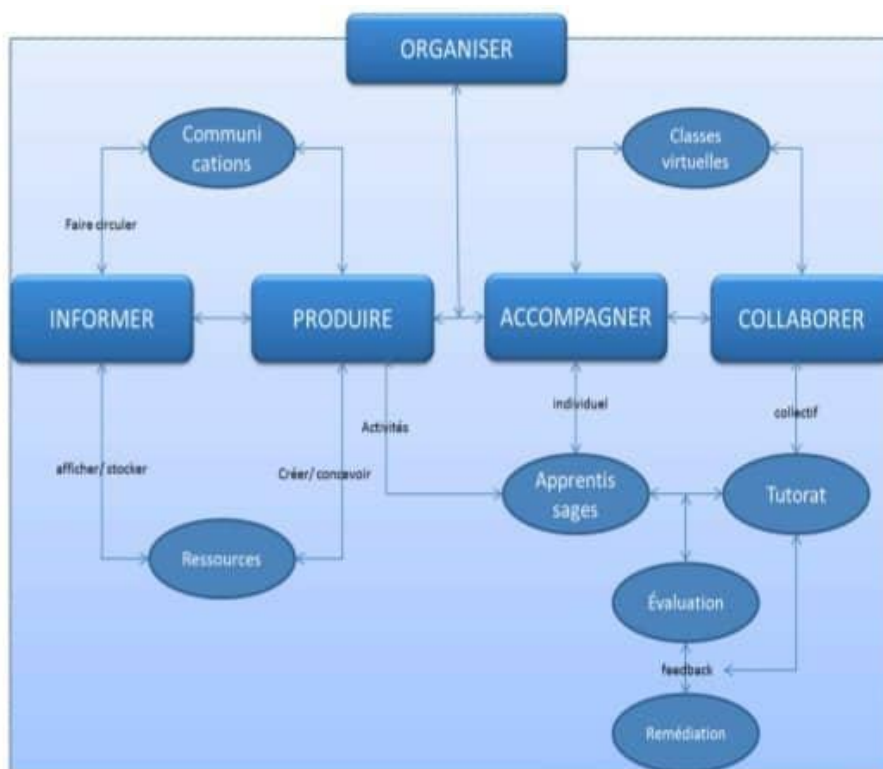 ORGANISER
Communi
cations
Classes
virtuelles
Faire circuler
INFORMER
PRODUIRE
ACCOMPAGNER
COLLABORER
individuel
collectif
Activités
afficher/ stocker
Créer/ concevoir
Apprentis
sages
Tutorat
Ressources
Évaluation
feedback
Remédiation